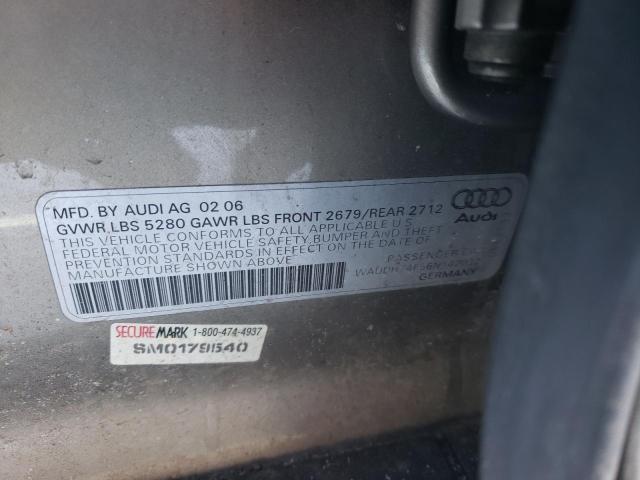 MFD. BY AUDI AG 02 06
GVWR LBS 5280 GAWR LBS FRONT 2679/REAR 2712
THIS VEHICLE CONFORMS TO ALL APPLICABLE U.S.
FEDERAL MOTOR VEHICLE SAFETY, BUMPER AND THEFT
PREVENTION STANDARDS IN EFFECT ON THE DATE OF
MANUFACTURE SHOWN ABOVE
Audi
PASSENGER
GERMANY
SECUREMARK 1-800-474-4937
SM0179540